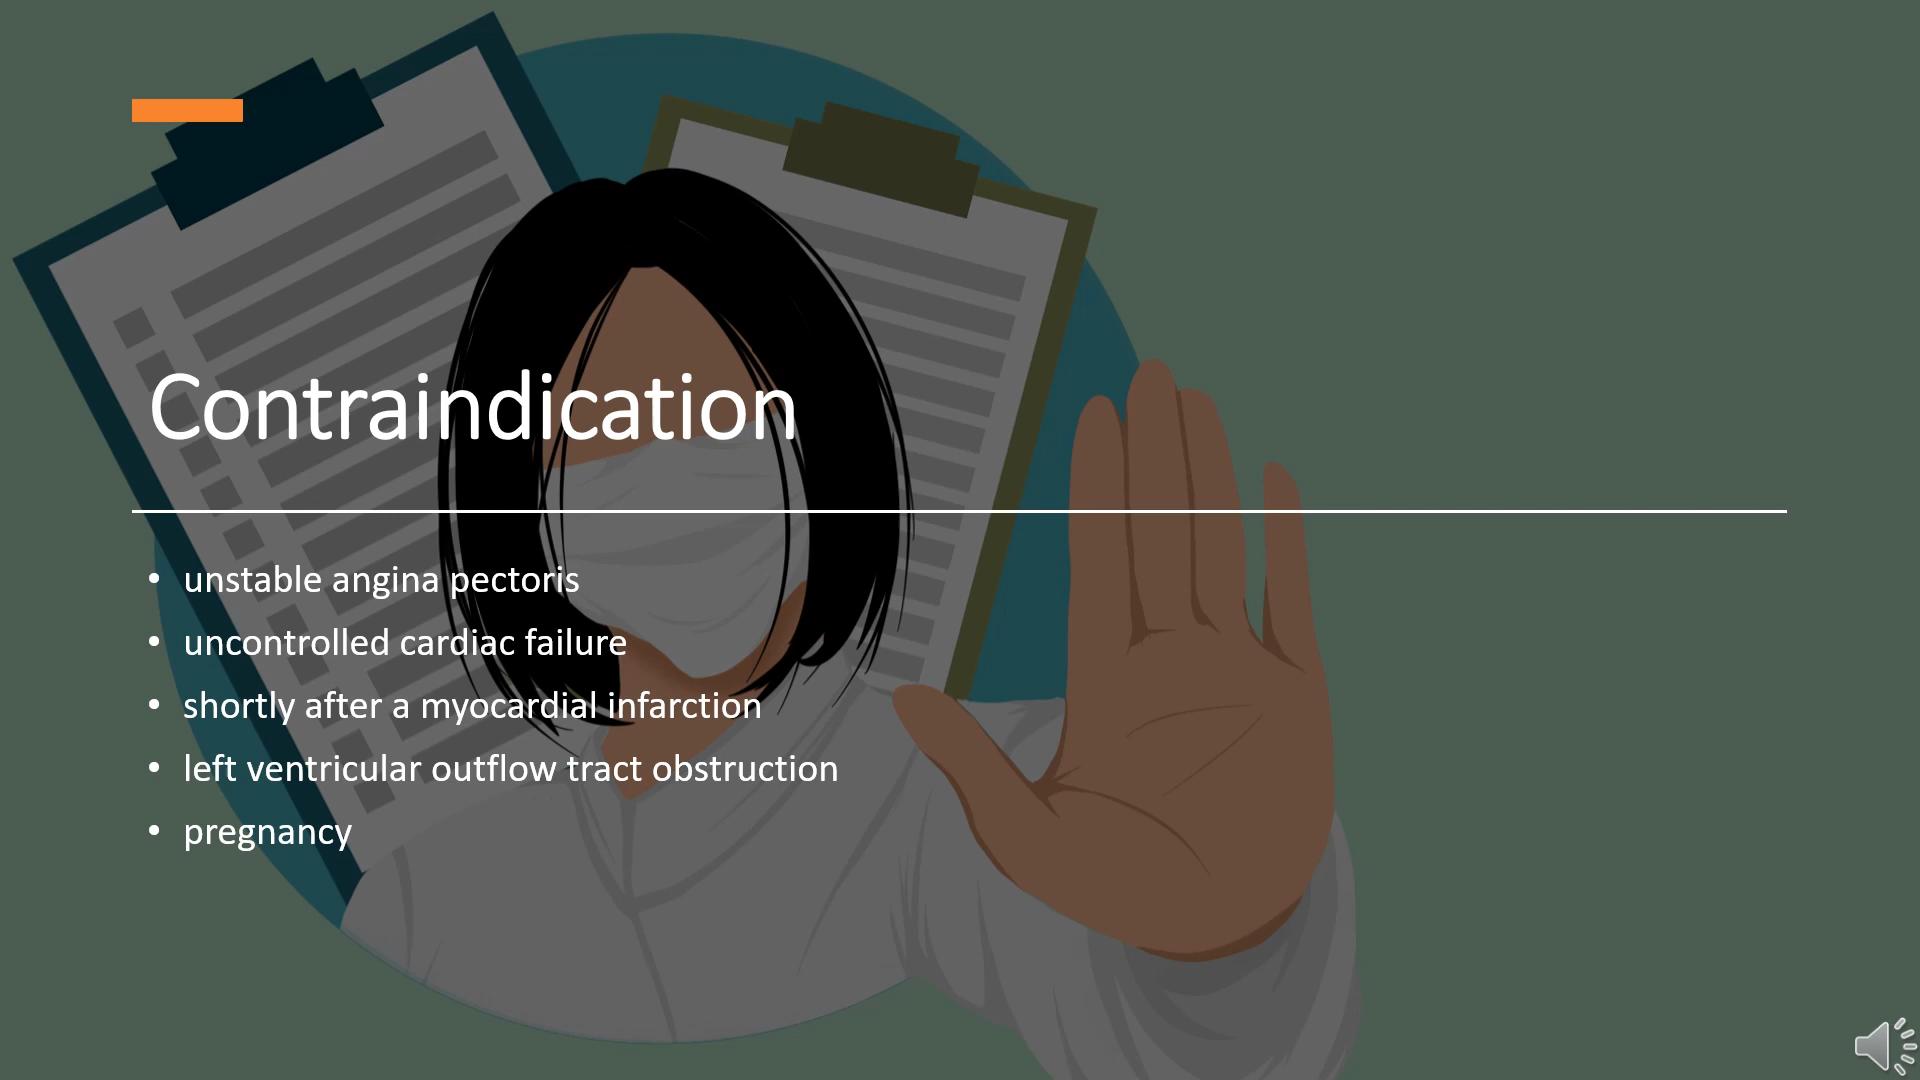 Contraindication
• unstable angina pectoris
• uncontrolled cardiac failure
• shortly after a myocardial infarction
• left ventricular outflow tract obstruction
• pregnancy